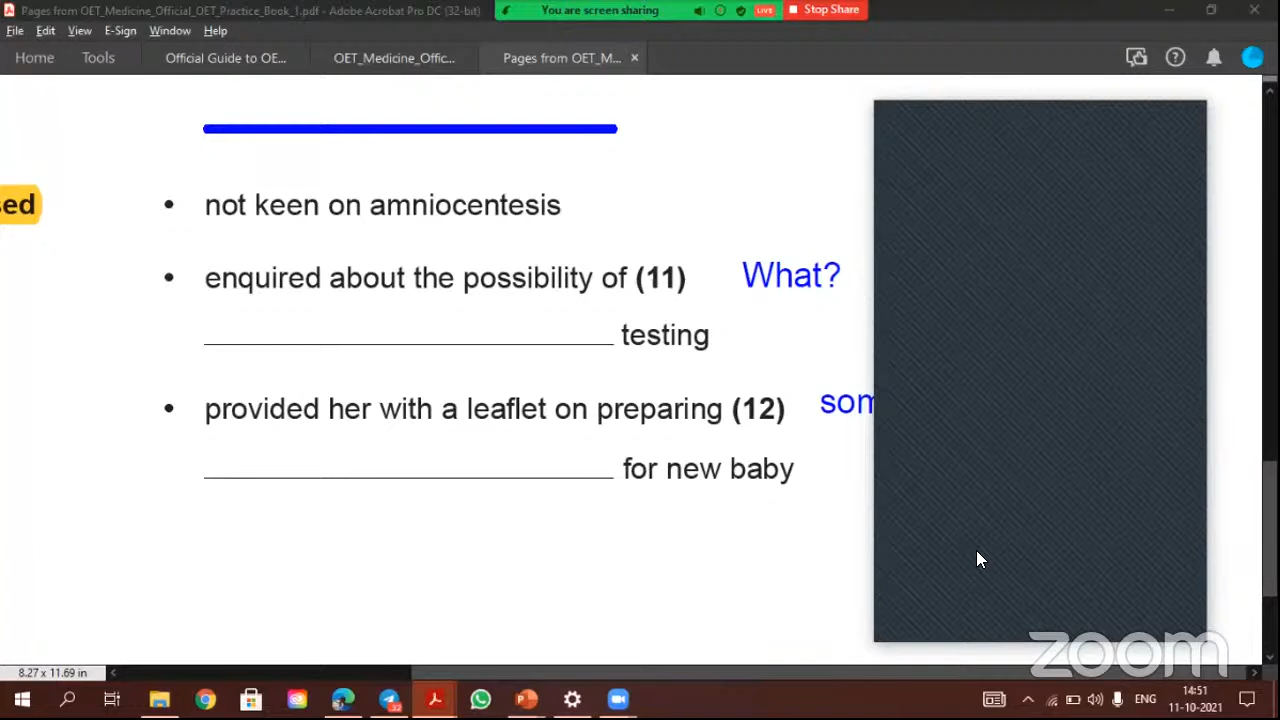 Pages from OET_Medicine_Official_OET_Practice_Book_1.pdf - Adobe Acrobat Pro DC (32-bit)
You are screen sharing
LIVE
Stop Share
File Edit View E-Sign Window Help
Home Tools Official Guide to OE... OET_Medicine_Offic... Pages from OET_M... ×
sed
• not keen on amniocentesis
• enquired about the possibility of (11) What?
testing
• provided her with a leaflet on preparing (12) som
for new baby
zoom
8.27 x 11.69 in
32
ENG
14:51
11-10-2021